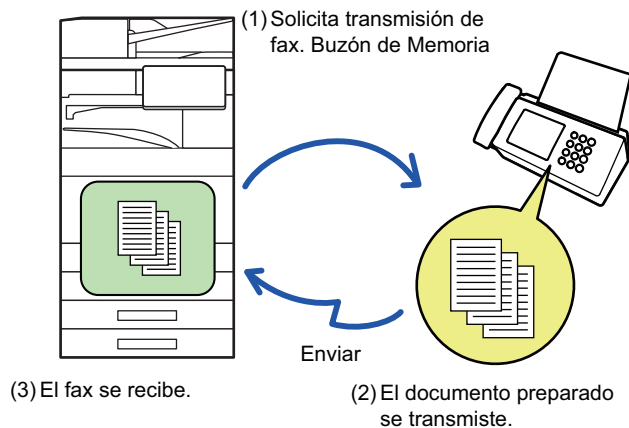 (1) Solicita transmisión de
fax. Buzón de Memoria
Enviar
(3) El fax se recibe.
(2) El documento preparado
se transmiste.